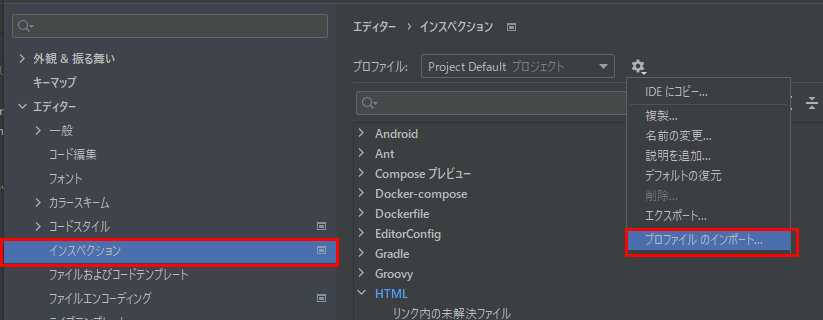 外観 & 振る舞い
キーマップ
エディター
一般
コード編集
フォント
カラースキーム
コードスタイル
インスペクション
ファイルおよびコードテンプレート
ファイルエンコーディング
エディター › インスペクション
プロファイル: Project Default プロジェクト
Android
Ant
Compose プレビュー
Docker-compose
Dockerfile
EditorConfig
Gradle
Groovy
HTML
リンク内の未解決ファイル
IDE にコピー...
複製...
名前の変更...
説明を追加...
デフォルトの復元
削除...
エクスポート...
プロファイル のインポート...